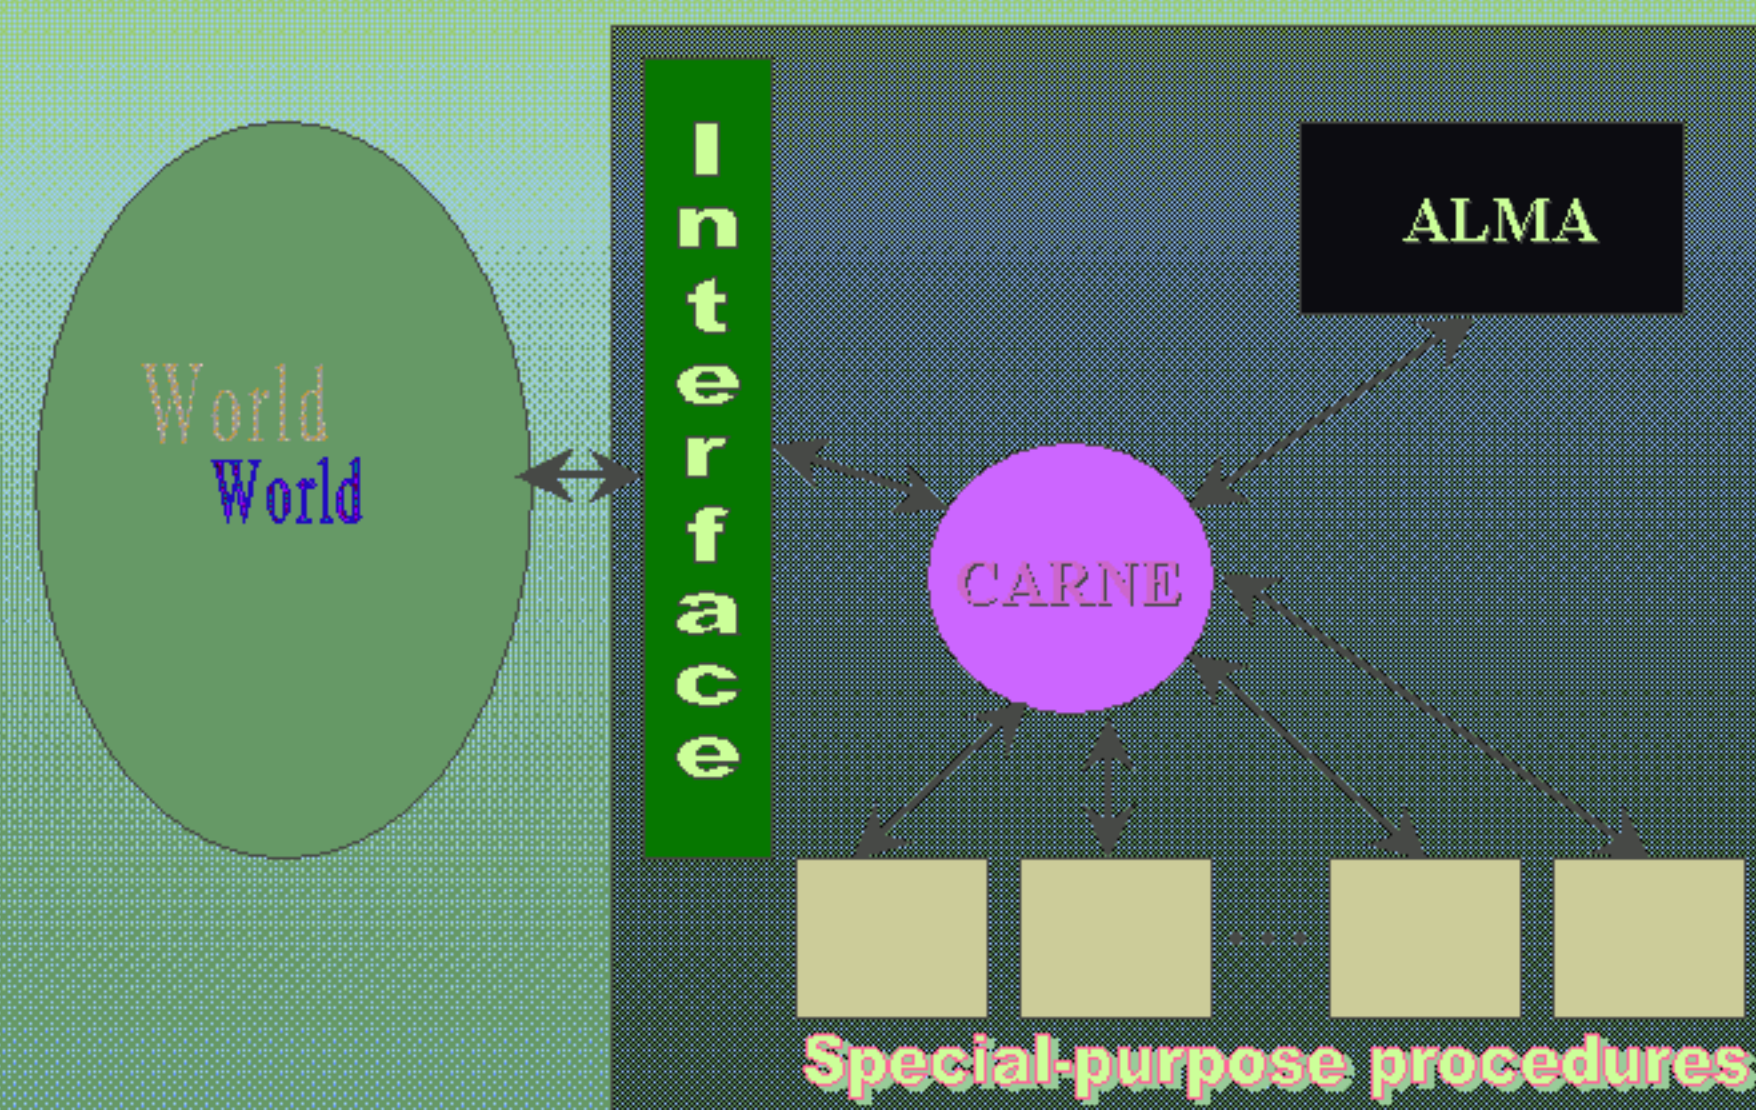 World
World
Interface
ALMA
CARNE
Special-purpose procedures